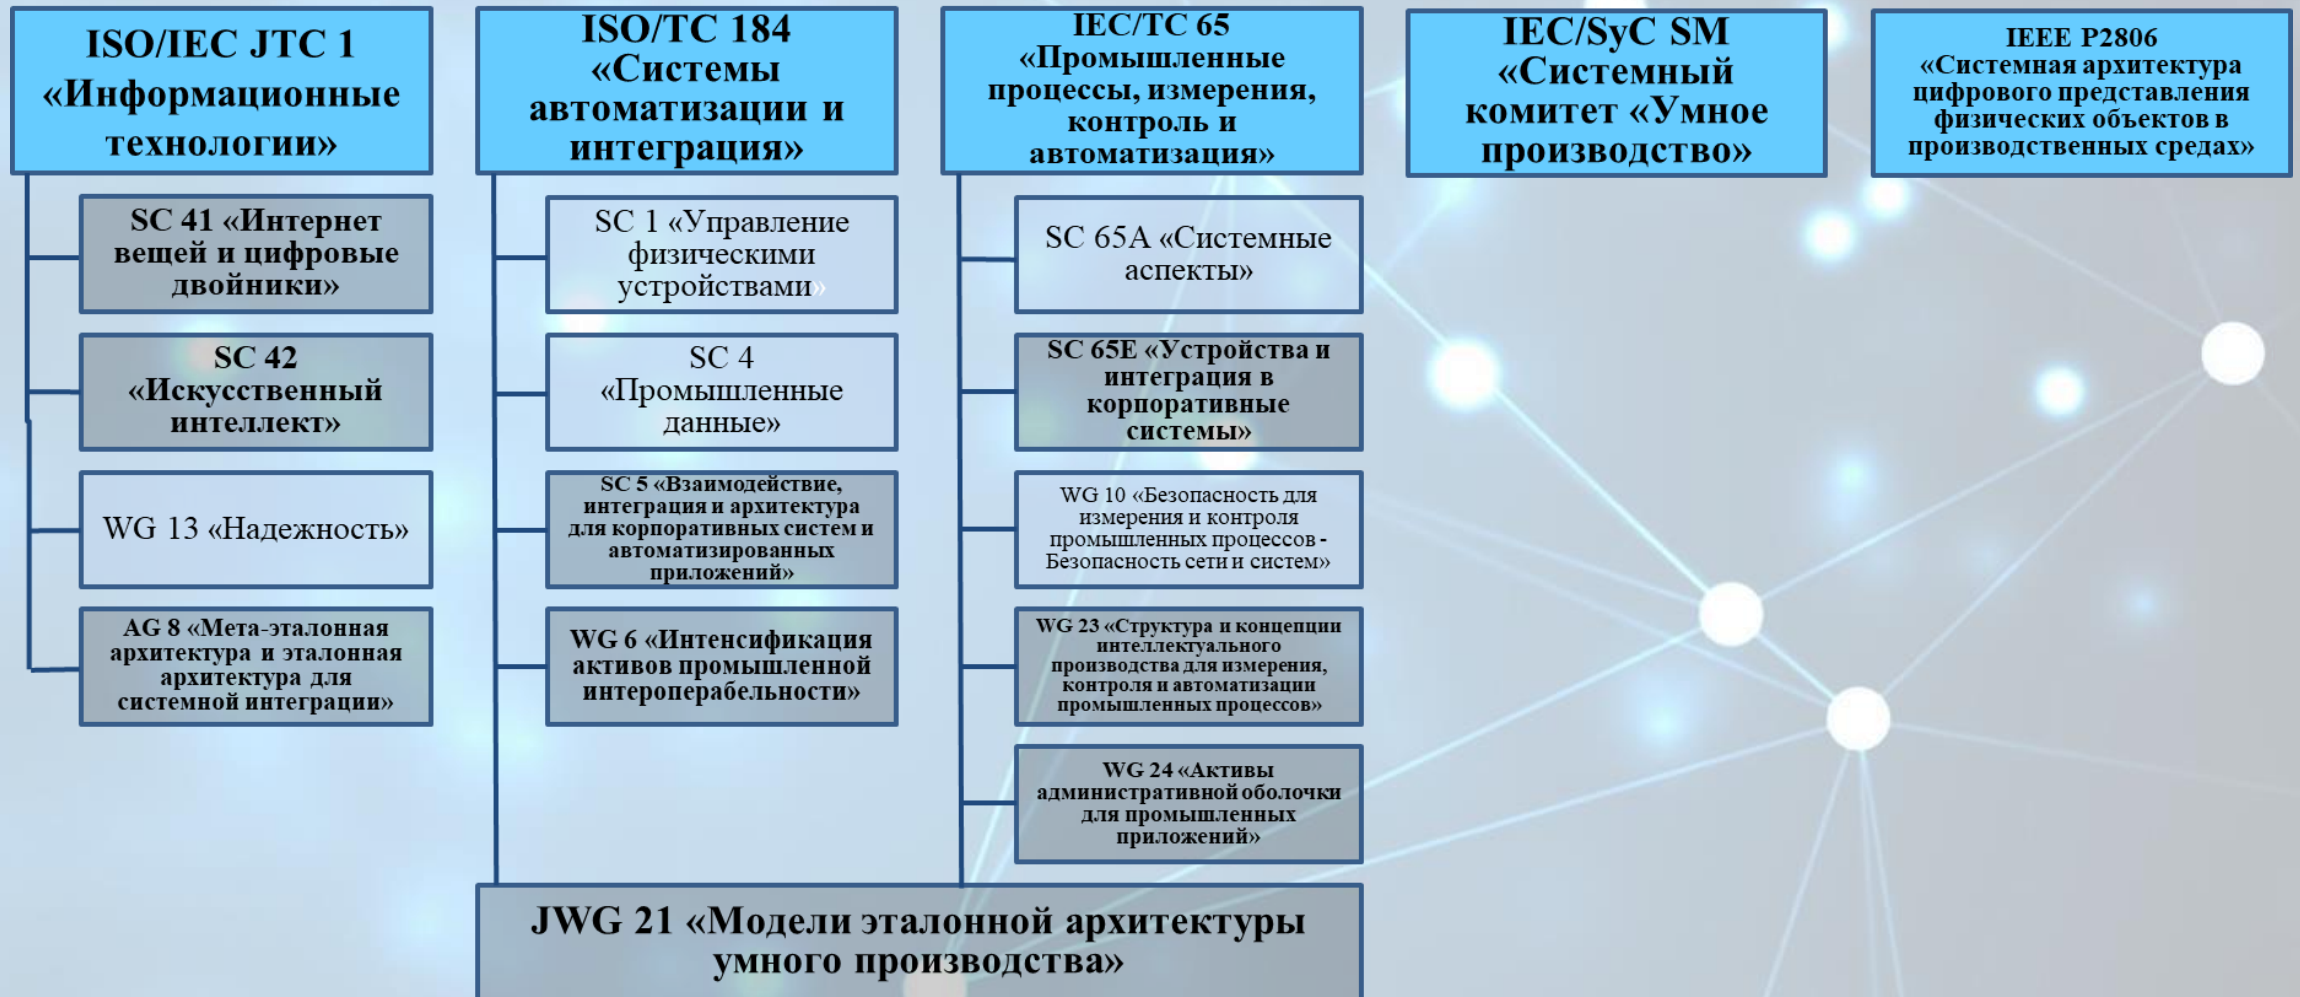 ISO/IEC JTC 1
«Информационные
технологии»
SC 41 «Интернет
вещей и цифровые
двойники»
SC 42
«Искусственный
интеллект»
WG 13 «Надежность»
AG 8 «Мета-эталонная
архитектура и эталонная
архитектура для
системной интеграции»
ISO/TC 184
«Системы
автоматизации и
интеграция»
SC 1 «Управление
физическими
устройствами»
SC 4
«Промышленные
данные»
SC 5 «Взаимодействие,
интеграция и архитектура
для корпоративных систем и
автоматизированных
приложений»
WG 6 «Интенсификация
активов промышленной
интероперабельности»
IEC/TC 65
«Промышленные
процессы, измерения,
контроль и
автоматизация»
SC 65A «Системные
аспекты»
SC 65E «Устройства и
интеграция в
корпоративные
системы»
WG 10 «Безопасность для
измерения и контроля
промышленных процессов -
Безопасность сети и систем»
WG 23 «Структура и концепции
интеллектуального
производства для измерения,
контроля и автоматизации
промышленных процессов»
WG 24 «Активы
административной оболочки
для промышленных
приложений»
JWG 21 «Модели эталонной архитектуры
умного производства»
IEC/SyC SM
«Системный
комитет «Умное
производство»
IEEE P2806
«Системная архитектура
цифрового представления
физических объектов в
производственных средах»